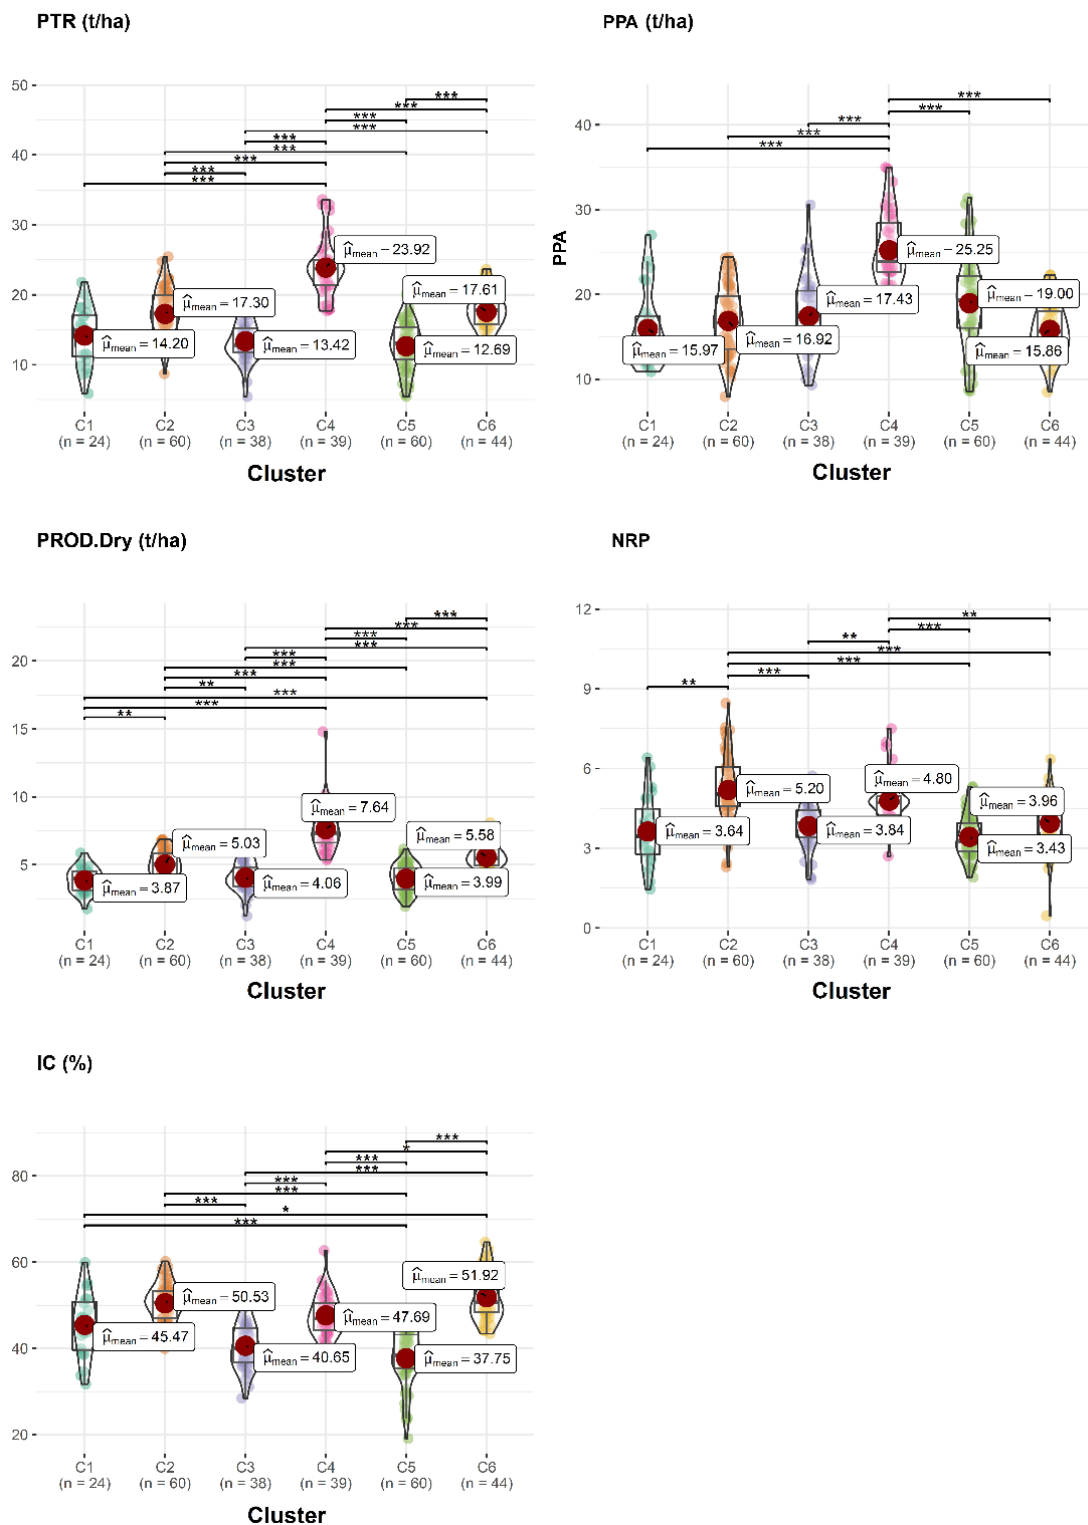 PTR (t/ha)
50
40
30
20
10
***
***
***
***
***
***
***
***
***
μ̂mean = 14.20
μ̂mean = 17.30
μ̂mean = 13.42
μ̂mean = 23.92
μ̂mean = 12.69
μ̂mean = 17.61
C1 C2 C3 C4 C5 C6
(n = 24) (n = 60) (n = 38) (n = 39) (n = 60) (n = 44)
Cluster
PPA (t/ha)
PPA
40
30
20
10
***
***
***
***
***
μ̂mean = 15.97
μ̂mean = 16.92
μ̂mean = 17.43
μ̂mean = 25.25
μ̂mean = 19.00
μ̂mean = 15.86
C1 C2 C3 C4 C5 C6
(n = 24) (n = 60) (n = 38) (n = 39) (n = 60) (n = 44)
Cluster
PROD.Dry (t/ha)
20
15
10
5
***
***
***
***
***
***
***
**
***
***
**
μ̂mean = 3.87
μ̂mean = 5.03
μ̂mean = 4.06
μ̂mean = 7.64
μ̂mean = 3.99
μ̂mean = 5.58
C1 C2 C3 C4 C5 C6
(n = 24) (n = 60) (n = 38) (n = 39) (n = 60) (n = 44)
Cluster
NRP
12
9
6
3
0
**
***
**
***
***
***
**
μ̂mean = 3.64
μ̂mean = 5.20
μ̂mean = 3.84
μ̂mean = 4.80
μ̂mean = 3.43
μ̂mean = 3.96
C1 C2 C3 C4 C5 C6
(n = 24) (n = 60) (n = 38) (n = 39) (n = 60) (n = 44)
Cluster
IC (%)
80
60
40
20
***
*
***
***
***
***
***
*
***
μ̂mean = 45.47
μ̂mean = 50.53
μ̂mean = 40.65
μ̂mean = 47.69
μ̂mean = 37.75
μ̂mean = 51.92
C1 C2 C3 C4 C5 C6
(n = 24) (n = 60) (n = 38) (n = 39) (n = 60) (n = 44)
Cluster